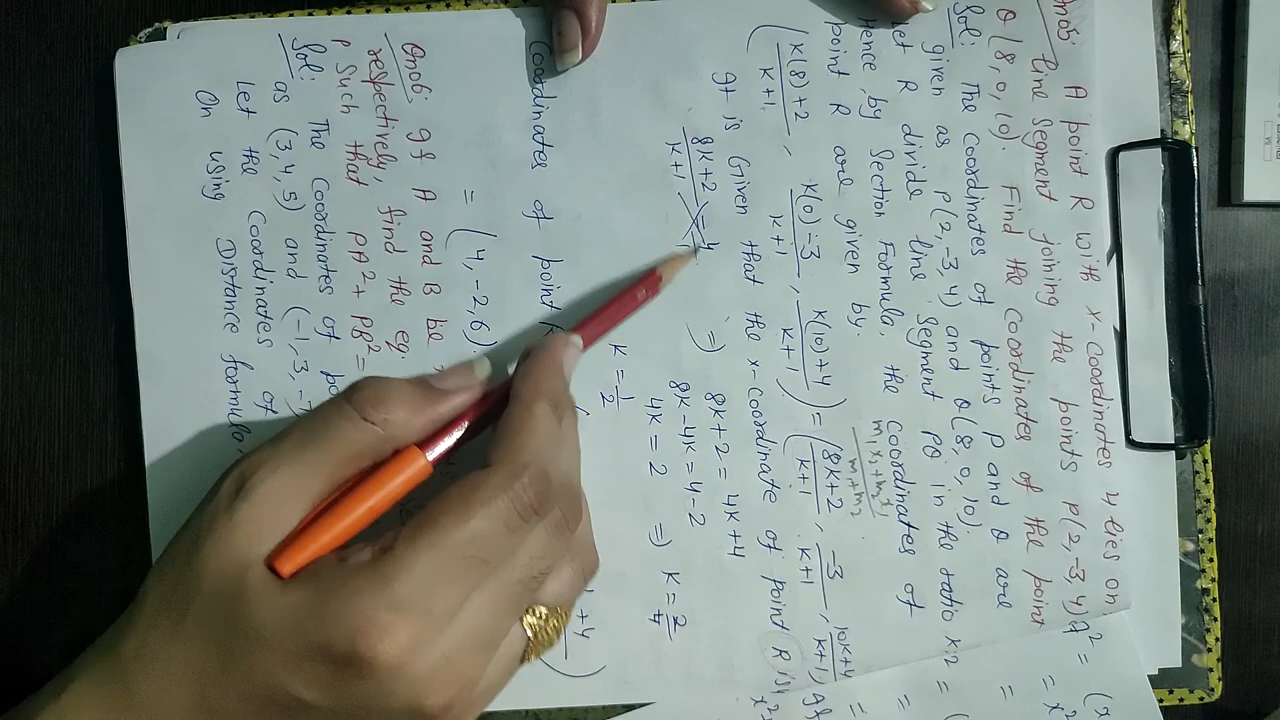 Qno5: A point R with x-coordinates 4 lies on
line segment joining the points P(2,-3,4)
Q(8,0,10). Find the coordinates of the point
Sol: The coordinates of points P and Q are
given as P(2,-3,4) and Q(8,0,10).
Let R divide line segment PQ in the ratio K:
Hence, by Section Formula, the coordinates of
point R are given by.
(K(8)+2/K+1, K(0)-3/K+1, K(10)+4/K+1) = (8K+2/K+1, -3/K+1, 10K+4/K+1)
It is Given that the x-coordinate of point R is 4
8K+2/K+1 = 4 => 8K+2 = 4K+4
8K-4K = 4-2
4K = 2 => K = 2/4
K = 1/2
Coordinates of point R
+4
= (4,-2,6).
Qno6: If A and B be
respectively, find the eq
P Such that PA²+PB²=
Sol: The Coordinates of po
as (3,4,5) and (-1,3,-7
Let the Coordinates of
On using Distance formula,